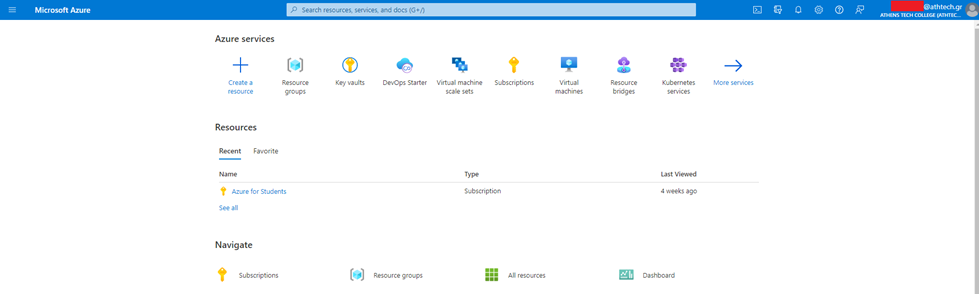 Microsoft Azure
Search resources, services, and docs (G+/)
@athtech.gr
ATHENS TECH COLLEGE (ATHTEC...
Azure services
Create a resource
Resource groups
Key vaults
DevOps Starter
Virtual machine scale sets
Subscriptions
Virtual machines
Resource bridges
Kubernetes services
More services
Resources
Recent Favorite
Name Type Last Viewed
Azure for Students Subscription 4 weeks ago
See all
Navigate
Subscriptions Resource groups All resources Dashboard